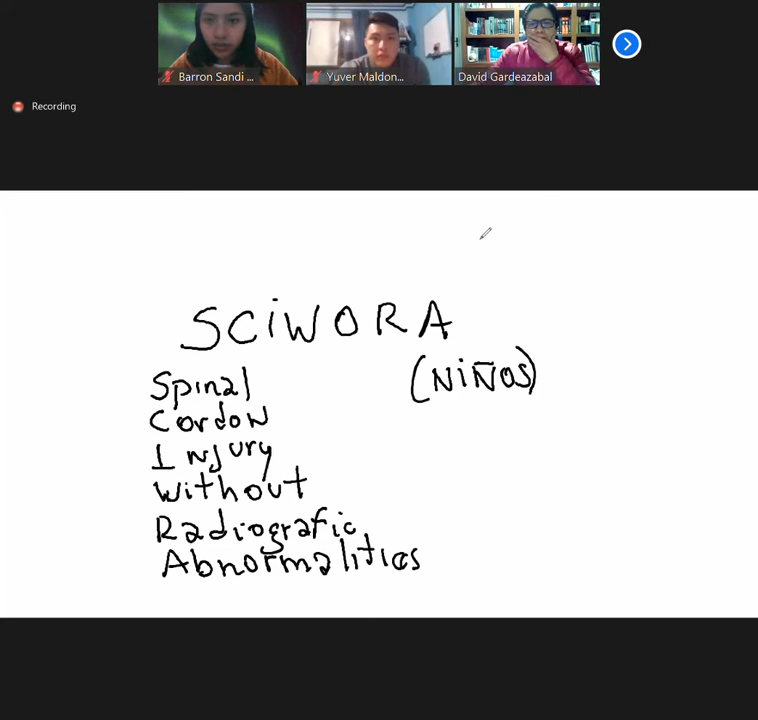 Barron Sandi ...
Yuver Maldon...
David Gardeazabal
Recording
SCIWORA
(NIÑOS)
Spinal
Cordon
Injury
Without
Radiografic
Abnormalities